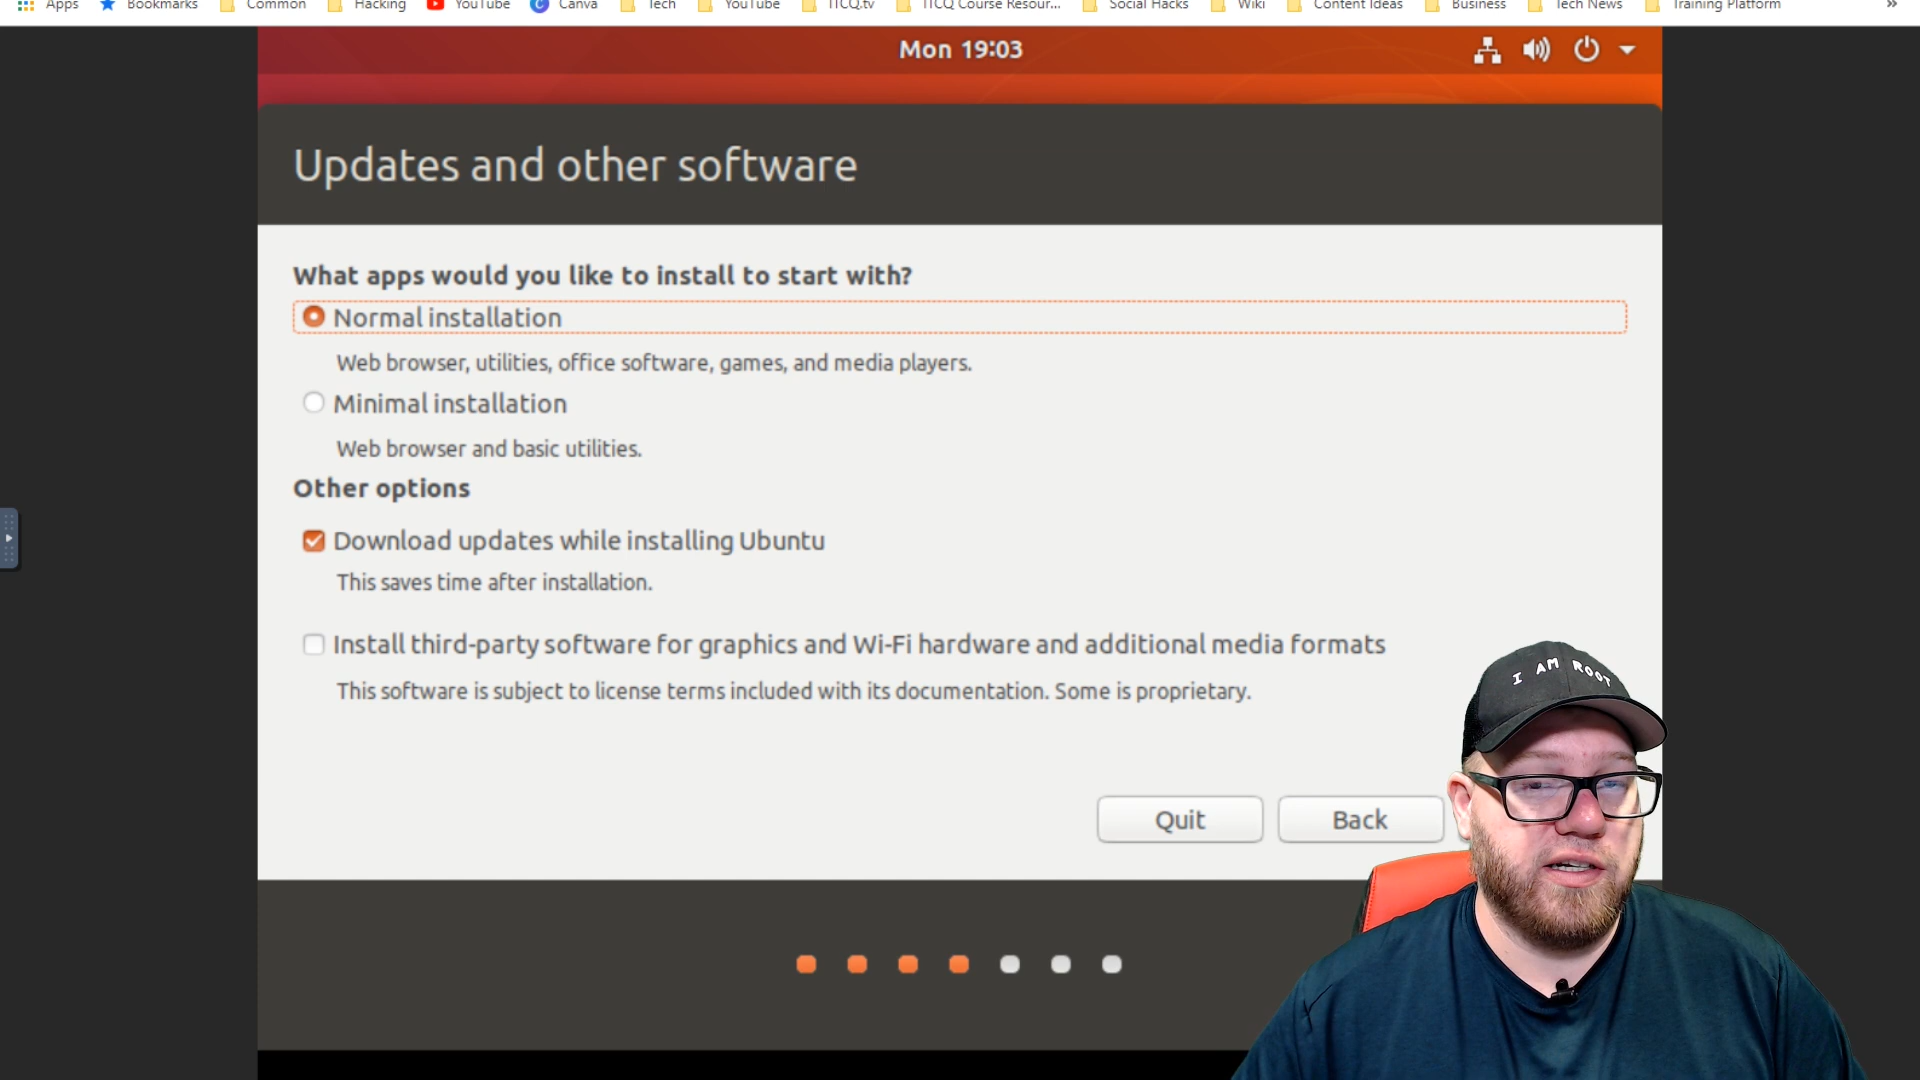 Apps Bookmarks Common Hacking YouTube Canva Tech YouTube ITCQ.tv ITCQ Course Resour... Social Hacks Wiki Content Ideas Business Tech News Training Platform »
Mon 19:03
Updates and other software
What apps would you like to install to start with?
Normal installation
Web browser, utilities, office software, games, and media players.
Minimal installation
Web browser and basic utilities.
Other options
Download updates while installing Ubuntu
This saves time after installation.
Install third-party software for graphics and Wi-Fi hardware and additional media formats
This software is subject to license terms included with its documentation. Some is proprietary.
I AM ROOT
Quit Back